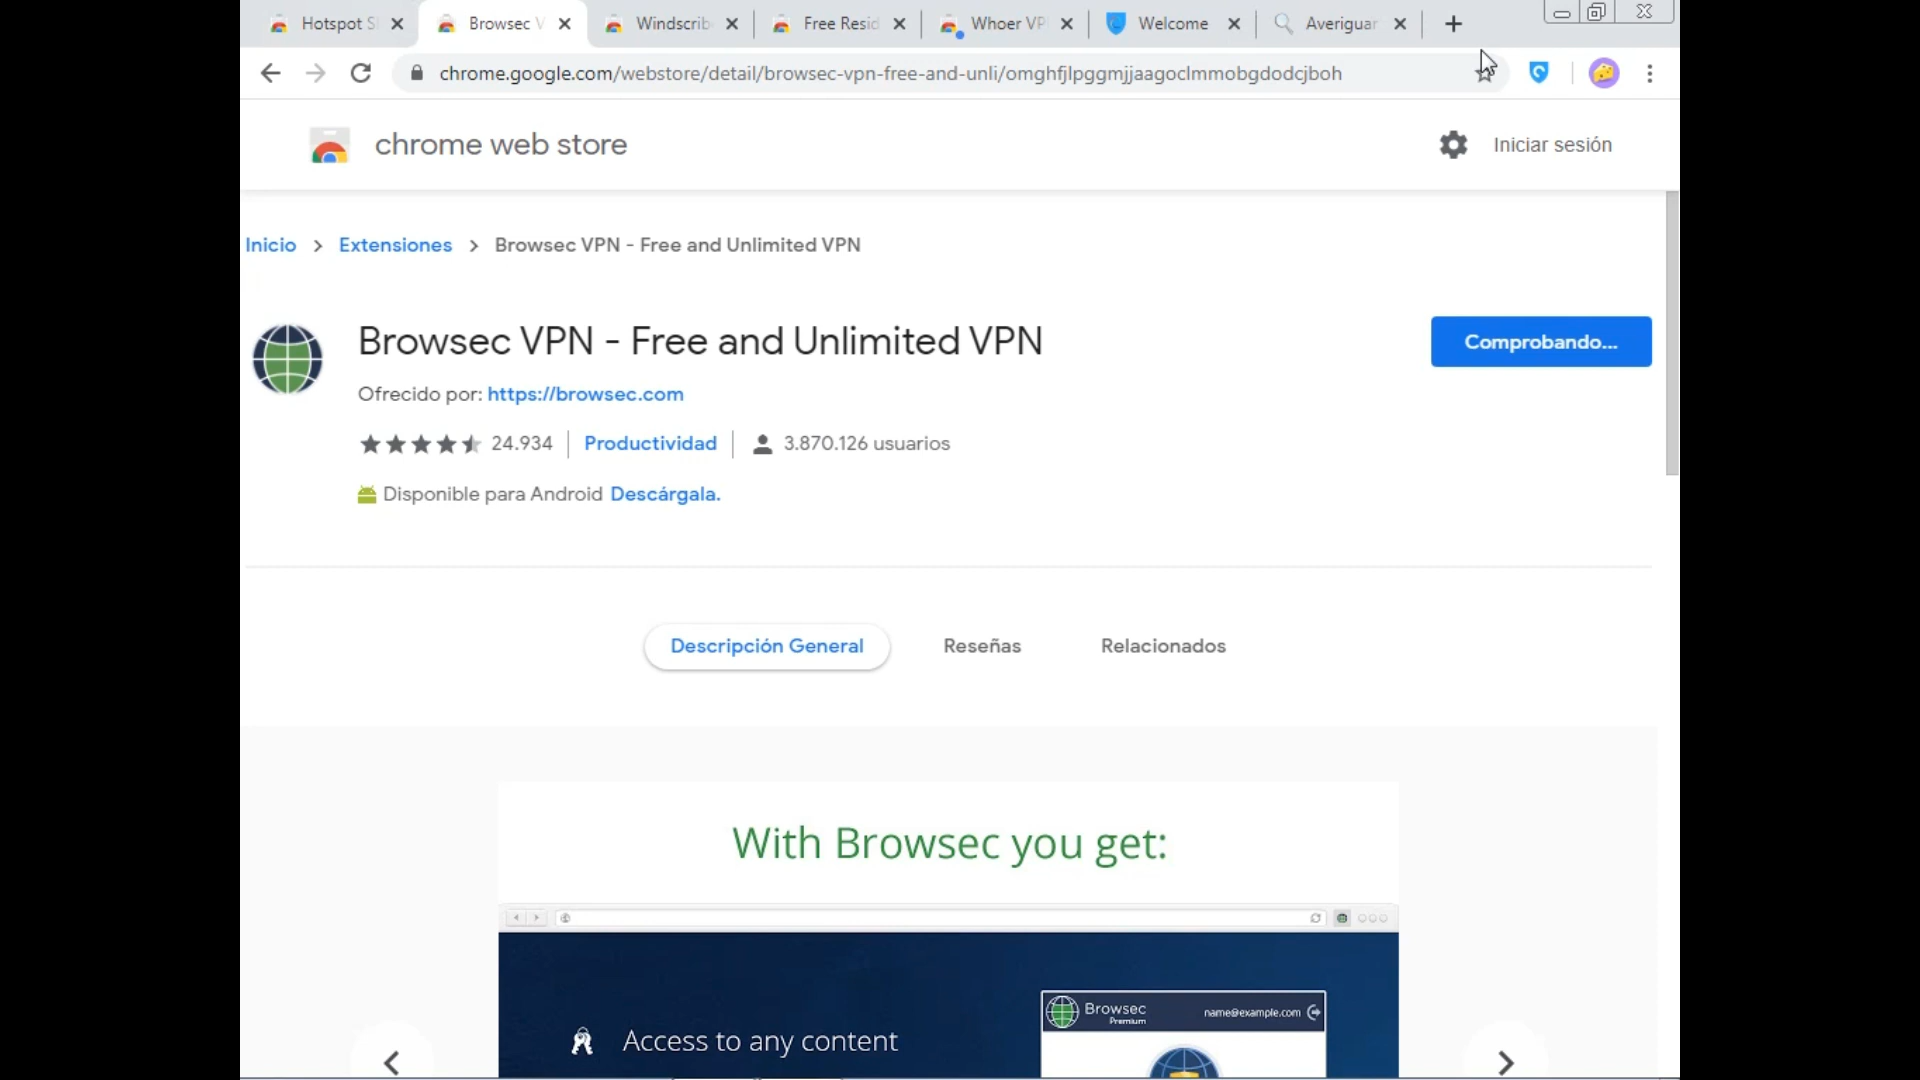 Hotspot S
Browsec V
Windscrib
Free Resid
Whoer VP
Welcome
Averiguar
chrome.google.com/webstore/detail/browsec-vpn-free-and-unli/omghfjlpggmjjaagoclmmobgdodcjboh
chrome web store
Iniciar sesión
Inicio > Extensiones > Browsec VPN - Free and Unlimited VPN
Browsec VPN - Free and Unlimited VPN
Comprobando...
Ofrecido por: https://browsec.com
24.934 | Productividad | 3.870.126 usuarios
Disponible para Android Descárgala.
Descripción General
Reseñas
Relacionados
With Browsec you get:
Browsec
Premium
name@example.com
Access to any content